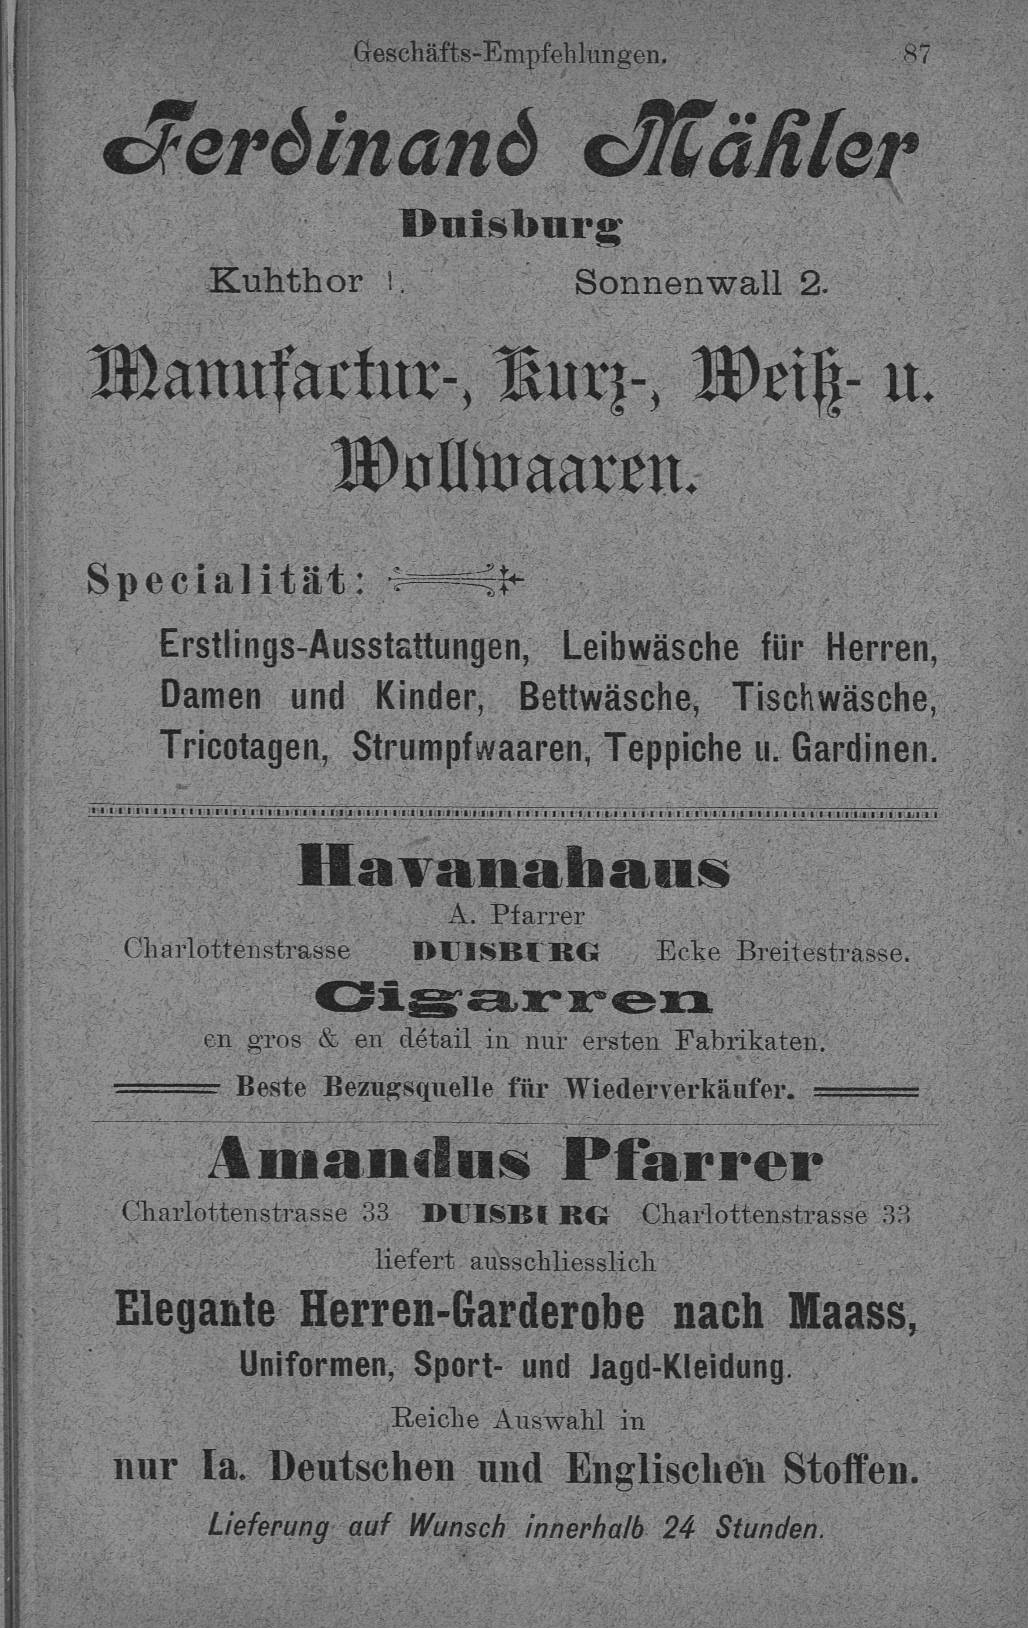 Geschäfts-Empfehlungen. 87
Ferdinand Mähler
Duisburg
Kuhthor 1. Sonnenwall 2.
Manufactur-, Kurz-, Weiß- u.
Wollwaaren.
Specialität:
Erstlings-Ausstattungen, Leibwäsche für Herren,
Damen und Kinder, Bettwäsche, Tischwäsche,
Tricotagen, Strumpfwaaren, Teppiche u. Gardinen.
Havanahaus
A. Pfarrer
Charlottenstrasse DUISBURG Ecke Breitestrasse.
Cigarren
en gros & en détail in nur ersten Fabrikaten.
Beste Bezugsquelle für Wiederverkäufer.
Amandus Pfarrer
Charlottenstrasse 33 DUISBURG Charlottenstrasse 33
liefert ausschliesslich
Elegante Herren-Garderobe nach Maass,
Uniformen, Sport- und Jagd-Kleidung.
Reiche Auswahl in
nur Ia. Deutschen und Englischen Stoffen.
Lieferung auf Wunsch innerhalb 24 Stunden.